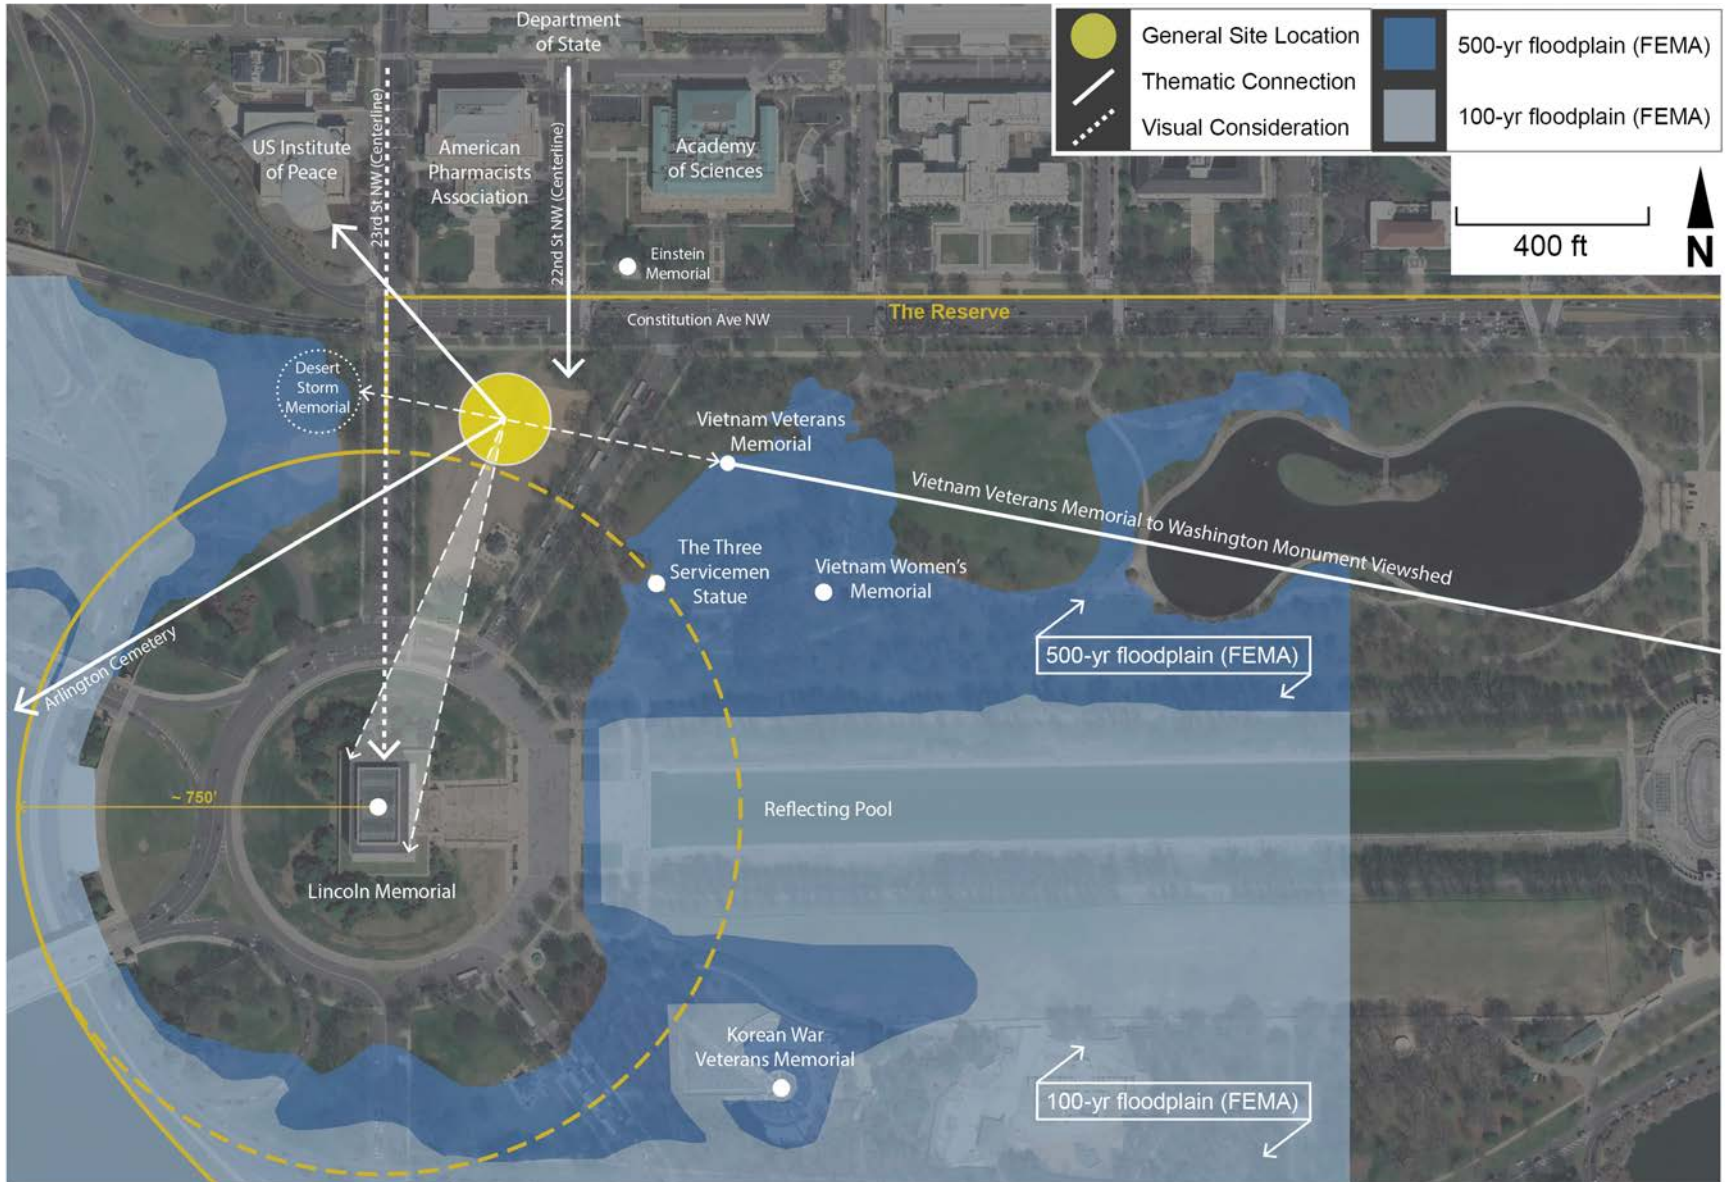 Department
of State
General Site Location
Thematic Connection
Visual Consideration
500-yr floodplain (FEMA)
100-yr floodplain (FEMA)
400 ft
N
US Institute
of Peace
23rd St NW (Centerline)
American
Pharmacists
Association
22nd St NW (Centerline)
Academy
of Sciences
Einstein
Memorial
The Reserve
Constitution Ave NW
Desert
Storm
Memorial
Vietnam Veterans
Memorial
Vietnam Veterans Memorial to Washington Monument Viewshed
The Three
Servicemen
Statue
Vietnam Women's
Memorial
Arlington Cemetery
500-yr floodplain (FEMA)
~ 750'
Reflecting Pool
Lincoln Memorial
Korean War
Veterans Memorial
100-yr floodplain (FEMA)